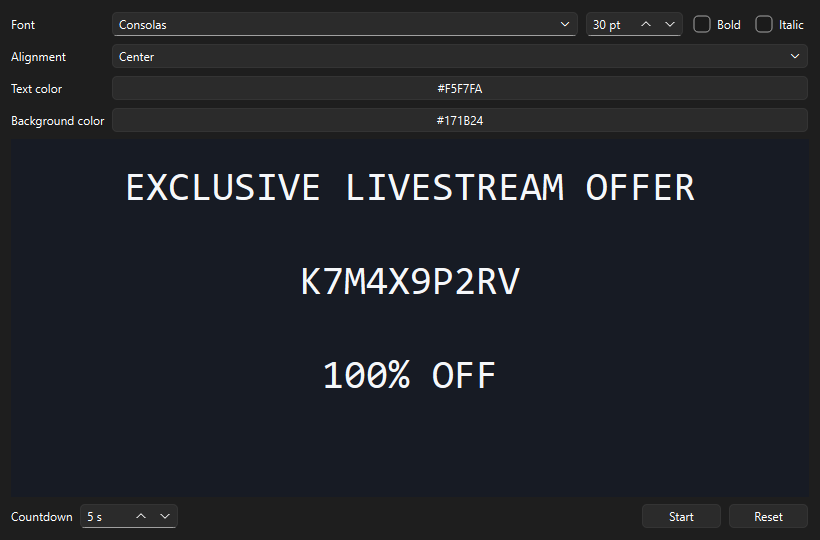 Font Consolas 30 pt Bold Italic
Alignment Center
Text color #F5F7FA
Background color #171B24
EXCLUSIVE LIVESTREAM OFFER
K7M4X9P2RV
100% OFF
Countdown 5 s Start Reset